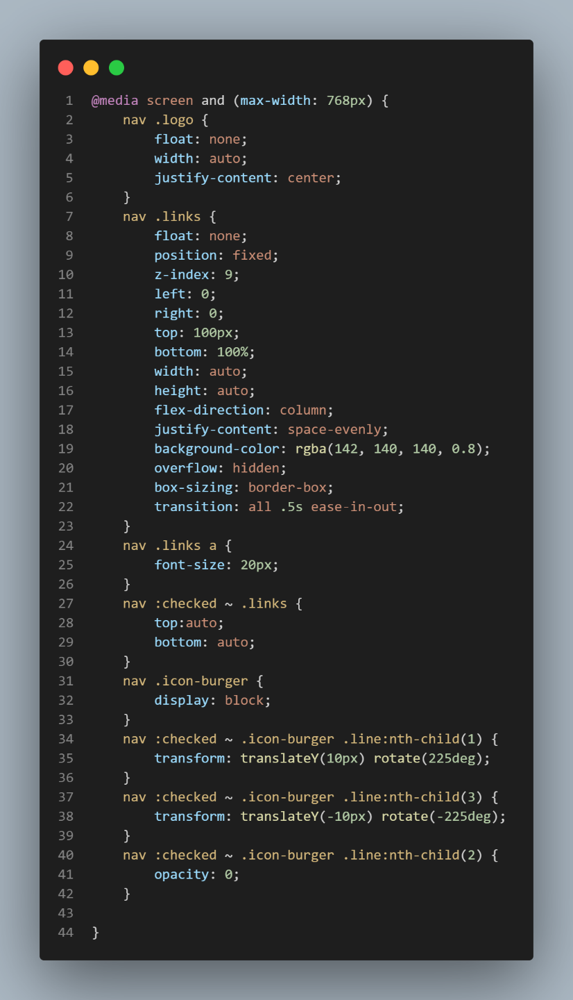 1 @media screen and (max-width: 768px) {
2     nav .logo {
3         float: none;
4         width: auto;
5         justify-content: center;
6     }
7     nav .links {
8         float: none;
9         position: fixed;
10         z-index: 9;
11         left: 0;
12         right: 0;
13         top: 100px;
14         bottom: 100%;
15         width: auto;
16         height: auto;
17         flex-direction: column;
18         justify-content: space-evenly;
19         background-color: rgba(142, 140, 140, 0.8);
20         overflow: hidden;
21         box-sizing: border-box;
22         transition: all .5s ease-in-out;
23     }
24     nav .links a {
25         font-size: 20px;
26     }
27     nav :checked ~ .links {
28         top:auto;
29         bottom: auto;
30     }
31     nav .icon-burger {
32         display: block;
33     }
34     nav :checked ~ .icon-burger .line:nth-child(1) {
35         transform: translateY(10px) rotate(225deg);
36     }
37     nav :checked ~ .icon-burger .line:nth-child(3) {
38         transform: translateY(-10px) rotate(-225deg);
39     }
40     nav :checked ~ .icon-burger .line:nth-child(2) {
41         opacity: 0;
42     }
43
44 }